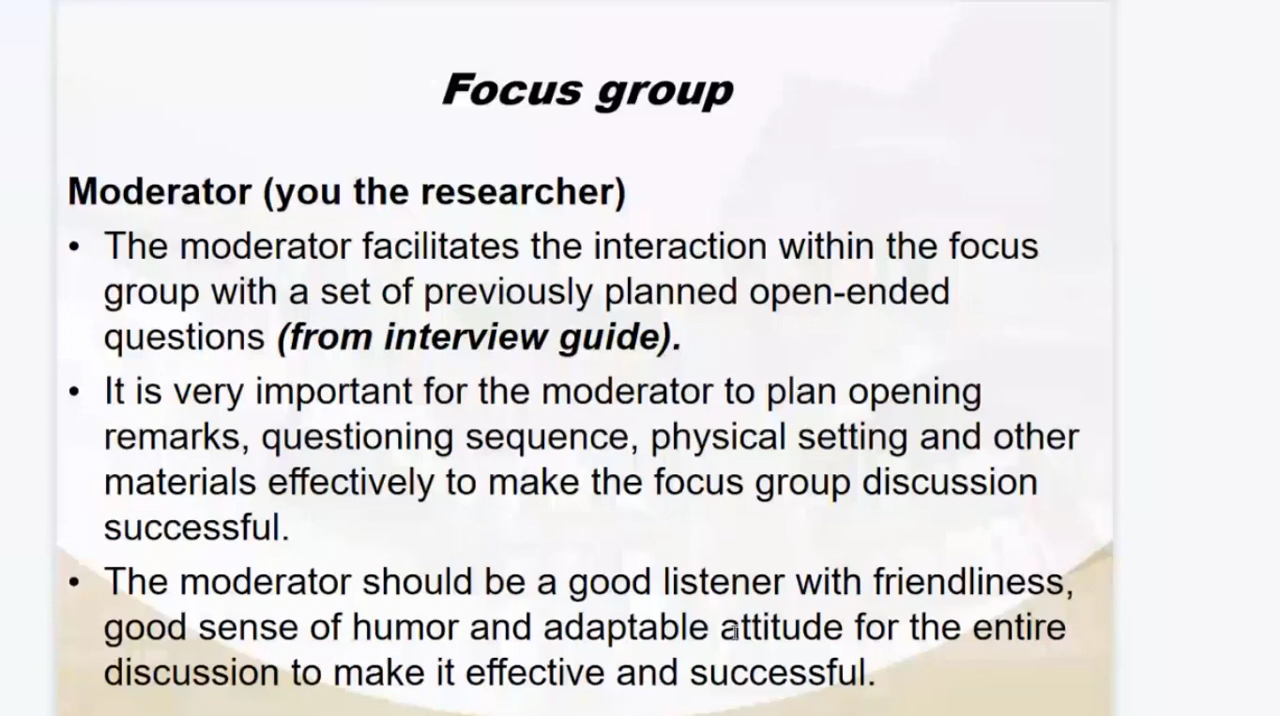 Focus group
Moderator (you the researcher)
• The moderator facilitates the interaction within the focus
group with a set of previously planned open-ended
questions (from interview guide).
• It is very important for the moderator to plan opening
remarks, questioning sequence, physical setting and other
materials effectively to make the focus group discussion
successful.
• The moderator should be a good listener with friendliness,
good sense of humor and adaptable attitude for the entire
discussion to make it effective and successful.